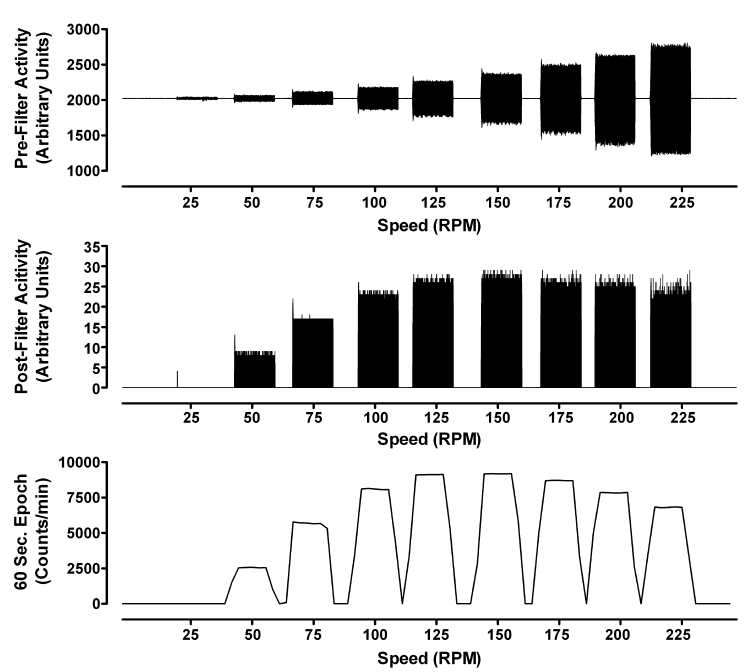 Pre-Filter Activity
(Arbitrary Units)
3000
2500
2000
1500
1000
25 50 75 100 125 150 175 200 225
Speed (RPM)
Post-Filter Acitivity
(Arbitrary Units)
35
30
25
20
15
10
5
0
25 50 75 100 125 150 175 200 225
Speed (RPM)
60 Sec. Epoch
(Counts/min)
10000
7500
5000
2500
0
25 50 75 100 125 150 175 200 225
Speed (RPM)